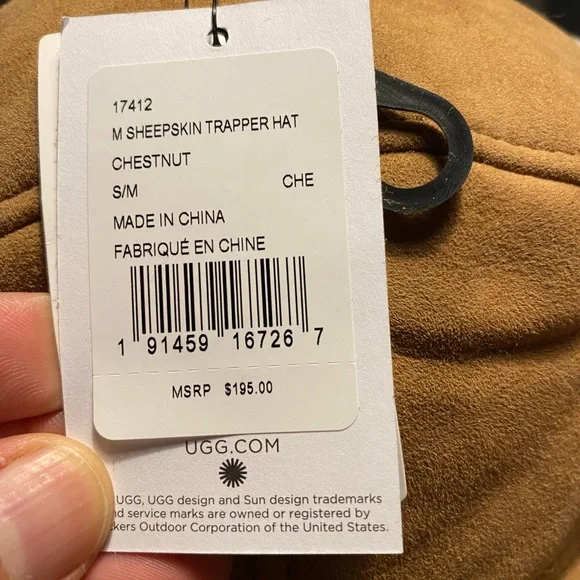 17412
M SHEEPSKIN TRAPPER HAT
CHESTNUT
S/M CHE
MADE IN CHINA
FABRIQUÉ EN CHINE
1 91459 16726 7
MSRP $195.00
UGG.COM
UGG, UGG design and Sun design trademarks
service marks are owned or registered by
Outdoor Corporation of the United States.